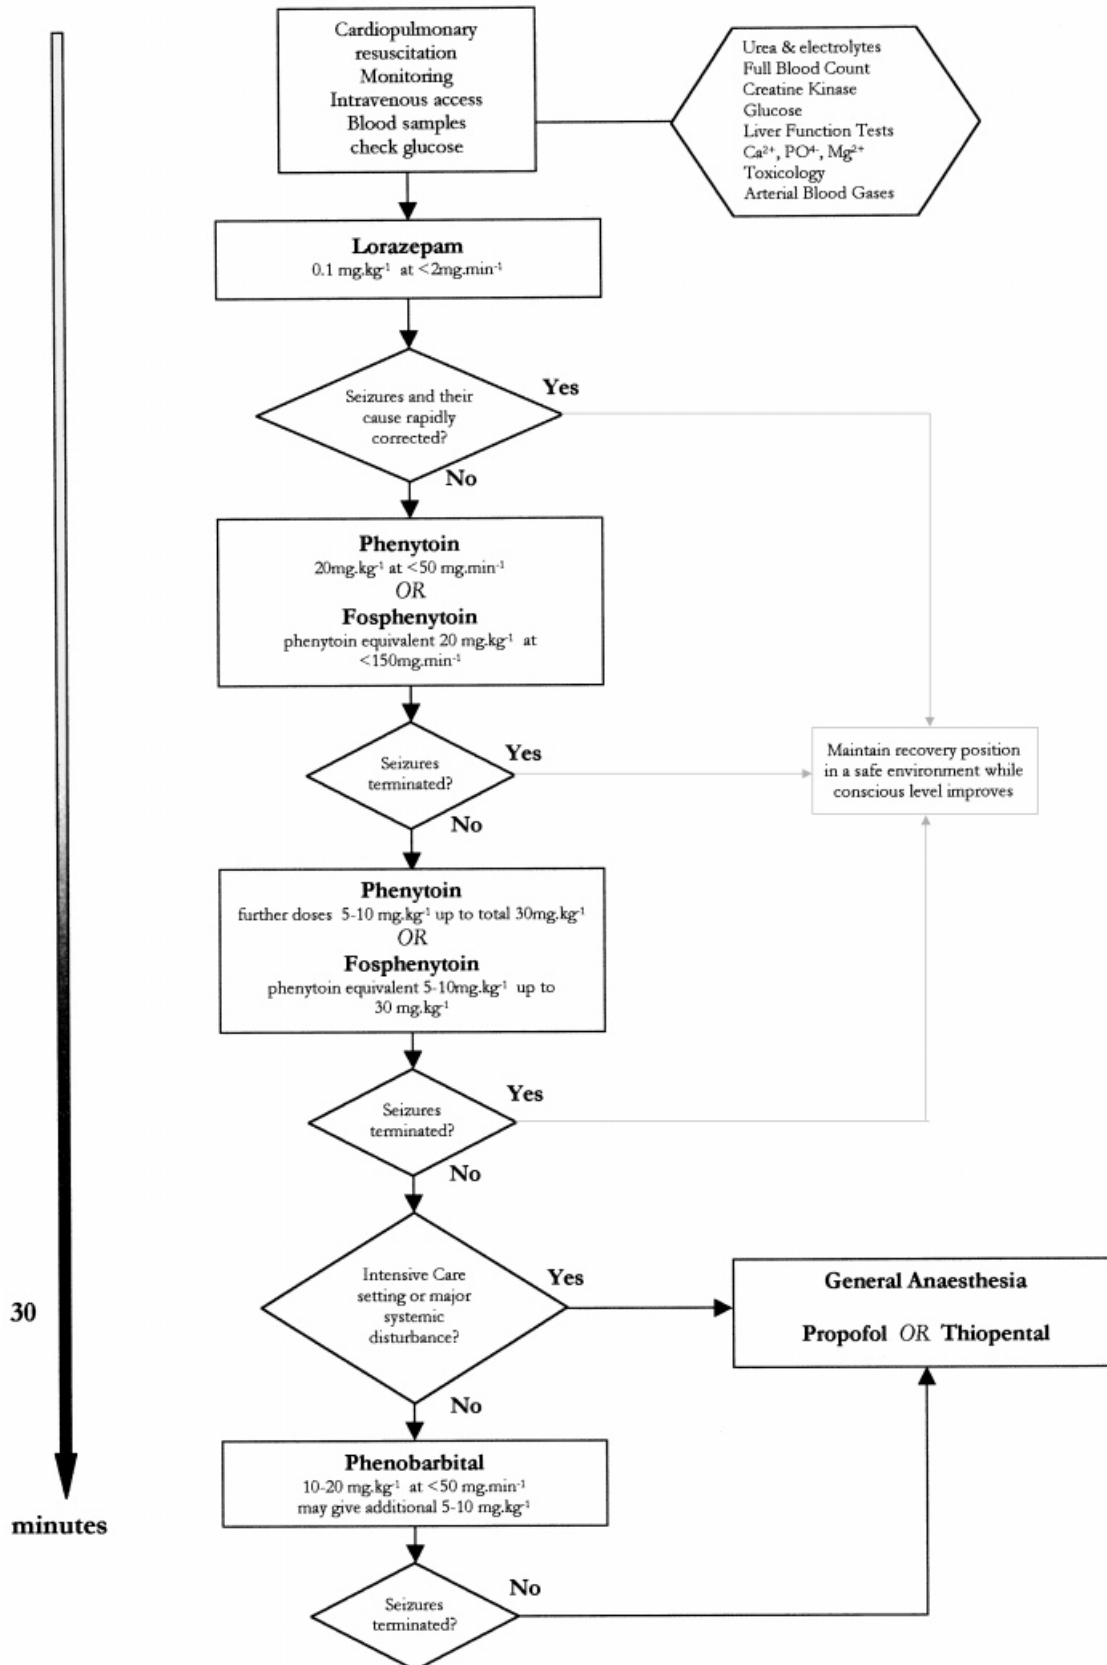 Cardiopulmonary
resuscitation
Monitoring
Intravenous access
Blood samples
check glucose
Urea & electrolytes
Full Blood Count
Creatine Kinase
Glucose
Liver Function Tests
Ca²⁺, PO⁴⁻, Mg²⁺
Toxicology
Arterial Blood Gases
Lorazepam
0.1 mg.kg⁻¹ at <2mg.min⁻¹
Seizures and their
cause rapidly
corrected?
Yes
No
Phenytoin
20mg.kg⁻¹ at <50 mg.min⁻¹
OR
Fosphenytoin
phenytoin equivalent 20 mg.kg⁻¹ at
<150mg.min⁻¹
Seizures
terminated?
Yes
No
Maintain recovery position
in a safe environment while
conscious level improves
Phenytoin
further doses 5-10 mg.kg⁻¹ up to total 30mg.kg⁻¹
OR
Fosphenytoin
phenytoin equivalent 5-10mg.kg⁻¹ up to
30 mg.kg⁻¹
Seizures
terminated?
Yes
No
Intensive Care
setting or major
systemic
disturbance?
Yes
No
General Anaesthesia
Propofol OR Thiopental
30
Phenobarbital
10-20 mg.kg⁻¹ at <50 mg.min⁻¹
may give additional 5-10 mg.kg⁻¹
minutes
Seizures
terminated?
No